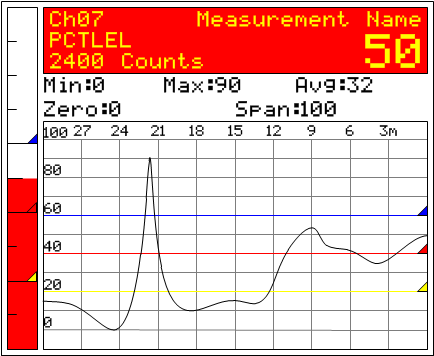 Ch07 Measurement Name
PCTLEL 50
2400 Counts
Min:0 Max:90 Avg:32
Zero:0 Span:100
100 27 24 21 18 15 12 9 6 3m
80
60
40
20
0